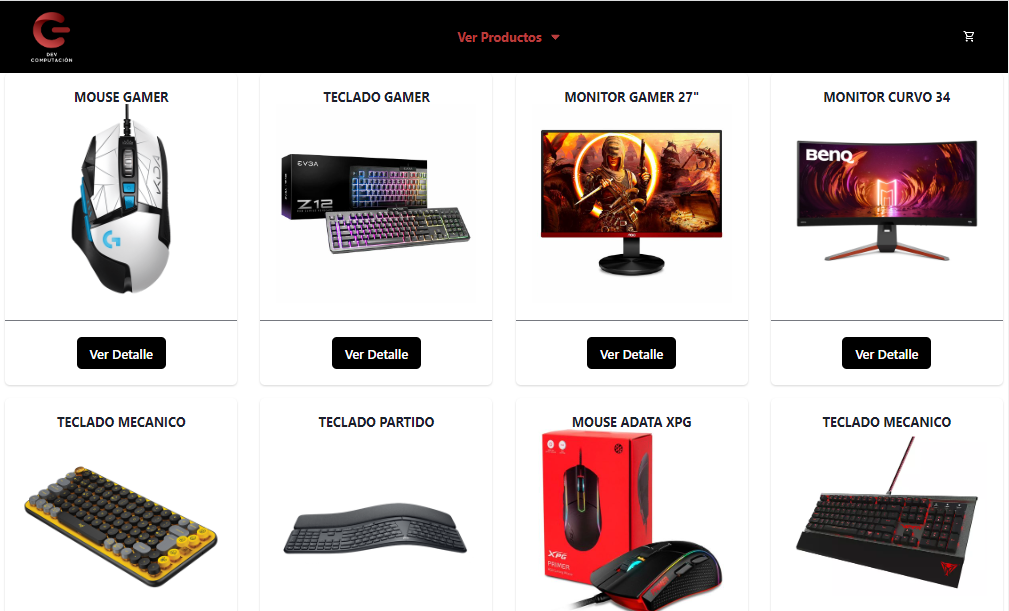 DEV
COMPUTACIÓN
Ver Productos
MOUSE GAMER
TECLADO GAMER
MONITOR GAMER 27"
MONITOR CURVO 34
EVGA
Z12
BenQ
G
Ver Detalle
Ver Detalle
Ver Detalle
Ver Detalle
TECLADO MECANICO
TECLADO PARTIDO
MOUSE ADATA XPG
TECLADO MECANICO
XPG
PRIMER